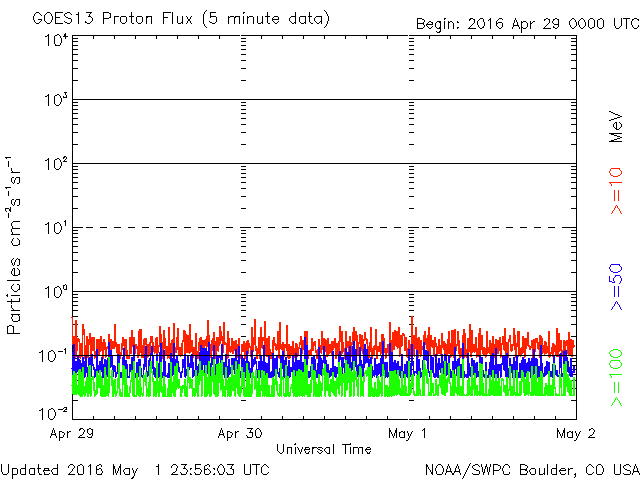 GOES13 Proton Flux (5 minute data)
Begin: 2016 Apr 29 0000 UTC
Particles cm⁻²s⁻¹sr⁻¹
10⁴
10³
10²
10¹
10⁰
10⁻¹
10⁻²
MeV
>=10
>=50
>=100
Apr 29 Apr 30 May 1 May 2
Universal Time
Updated 2016 May 1 23:56:03 UTC
NOAA/SWPC Boulder, CO USA